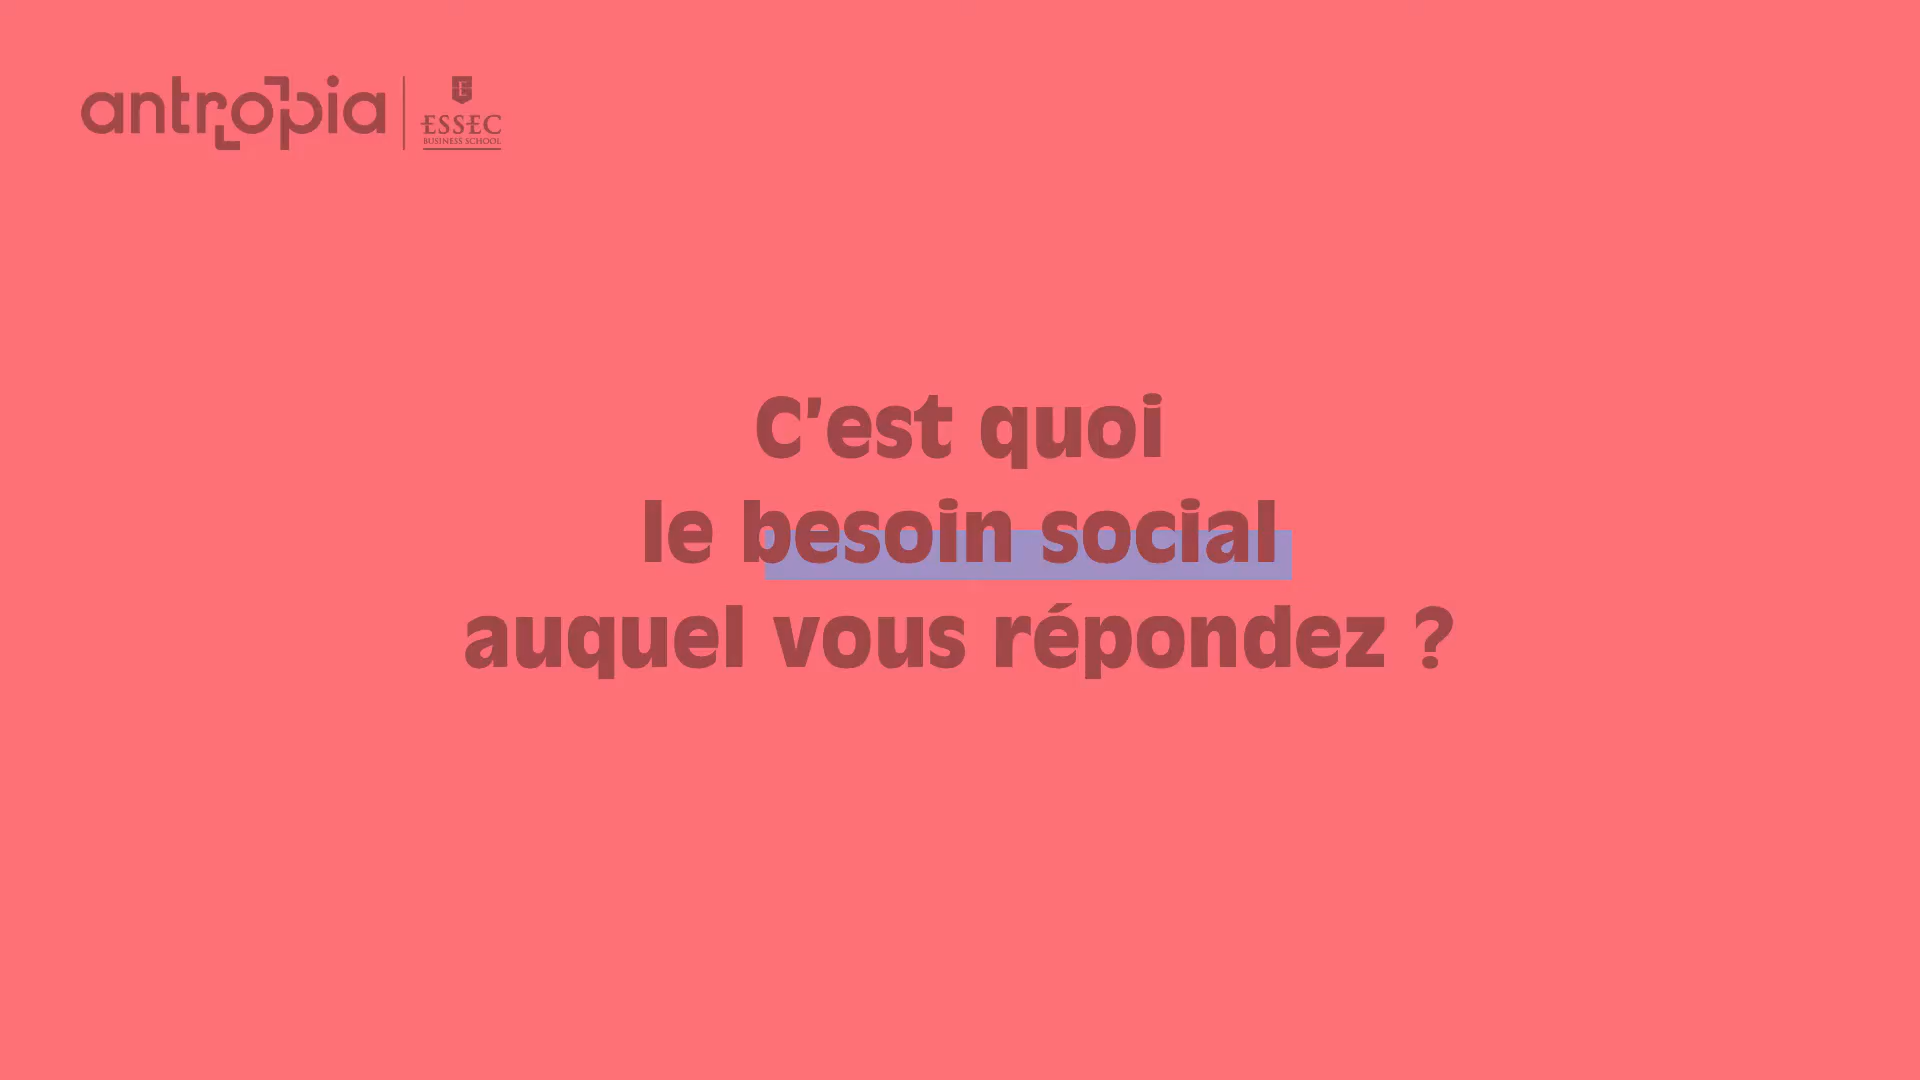 antropia
ESSEC
BUSINESS SCHOOL
C'est quoi
le besoin social
auquel vous répondez ?